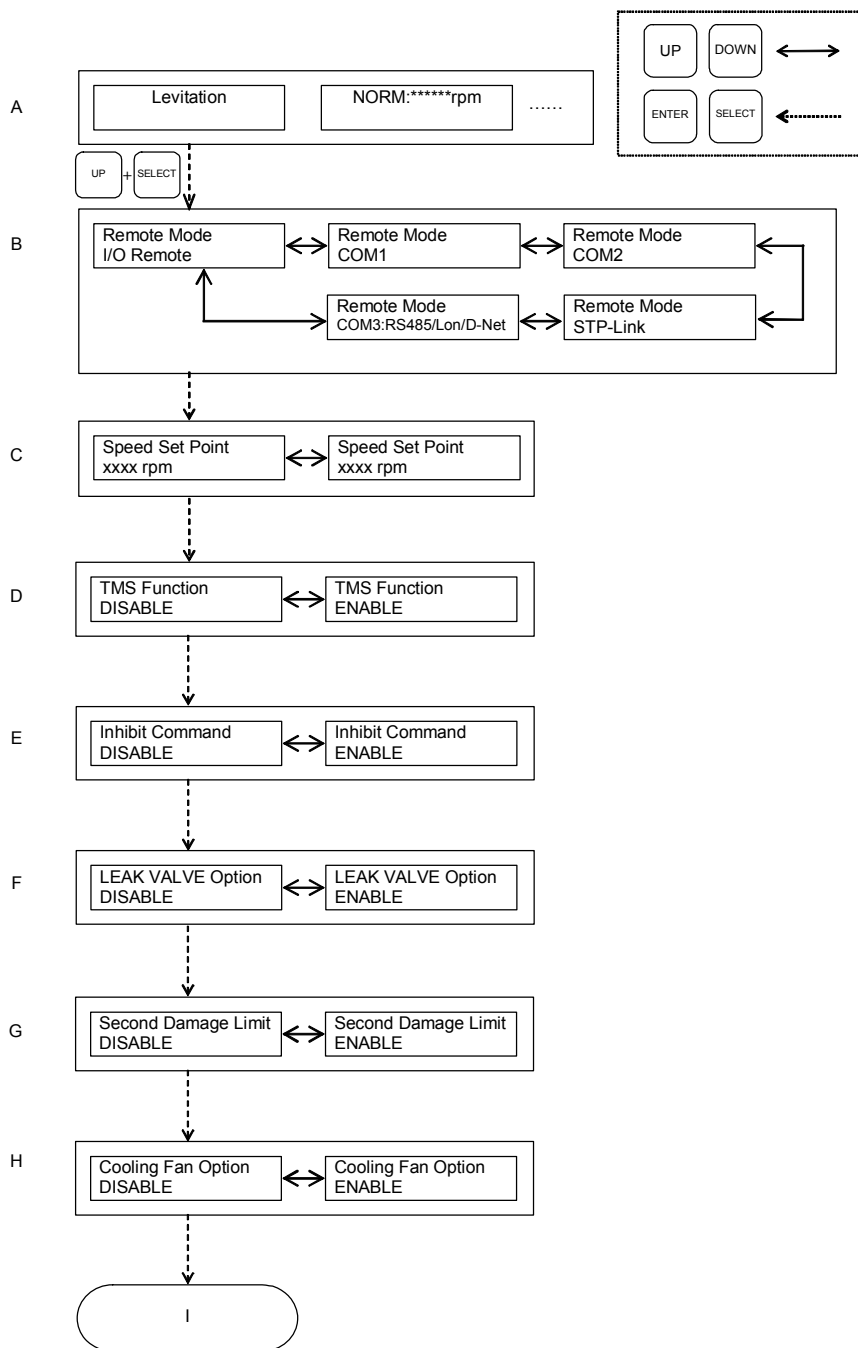 UP DOWN
ENTER SELECT
A
Levitation NORM:******rpm ......
UP + SELECT
B
Remote Mode Remote Mode Remote Mode
I/O Remote COM1 COM2
Remote Mode Remote Mode
COM3:RS485/Lon/D-Net STP-Link
C
Speed Set Point Speed Set Point
xxxx rpm xxxx rpm
D
TMS Function TMS Function
DISABLE ENABLE
E
Inhibit Command Inhibit Command
DISABLE ENABLE
F
LEAK VALVE Option LEAK VALVE Option
DISABLE ENABLE
G
Second Damage Limit Second Damage Limit
DISABLE ENABLE
H
Cooling Fan Option Cooling Fan Option
DISABLE ENABLE
I